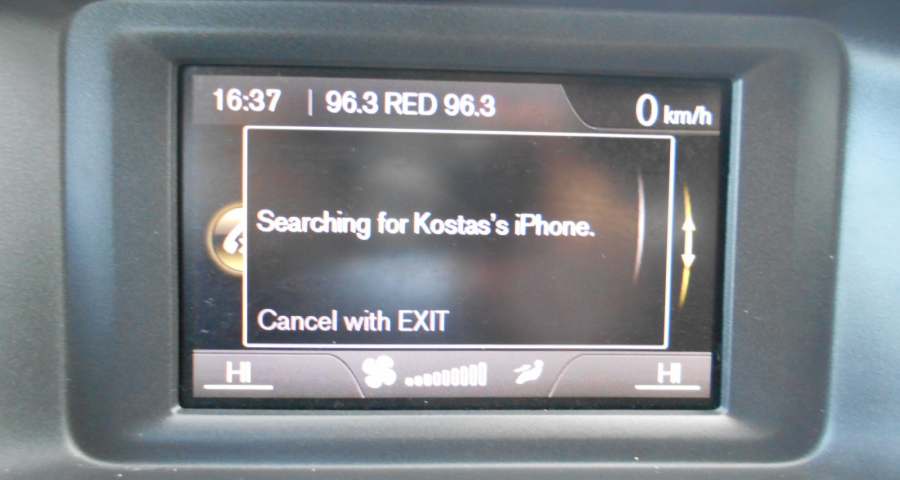 16:37 | 96.3 RED 96.3 0 km/h
Searching for Kostas's iPhone.
Cancel with EXIT
HI HI